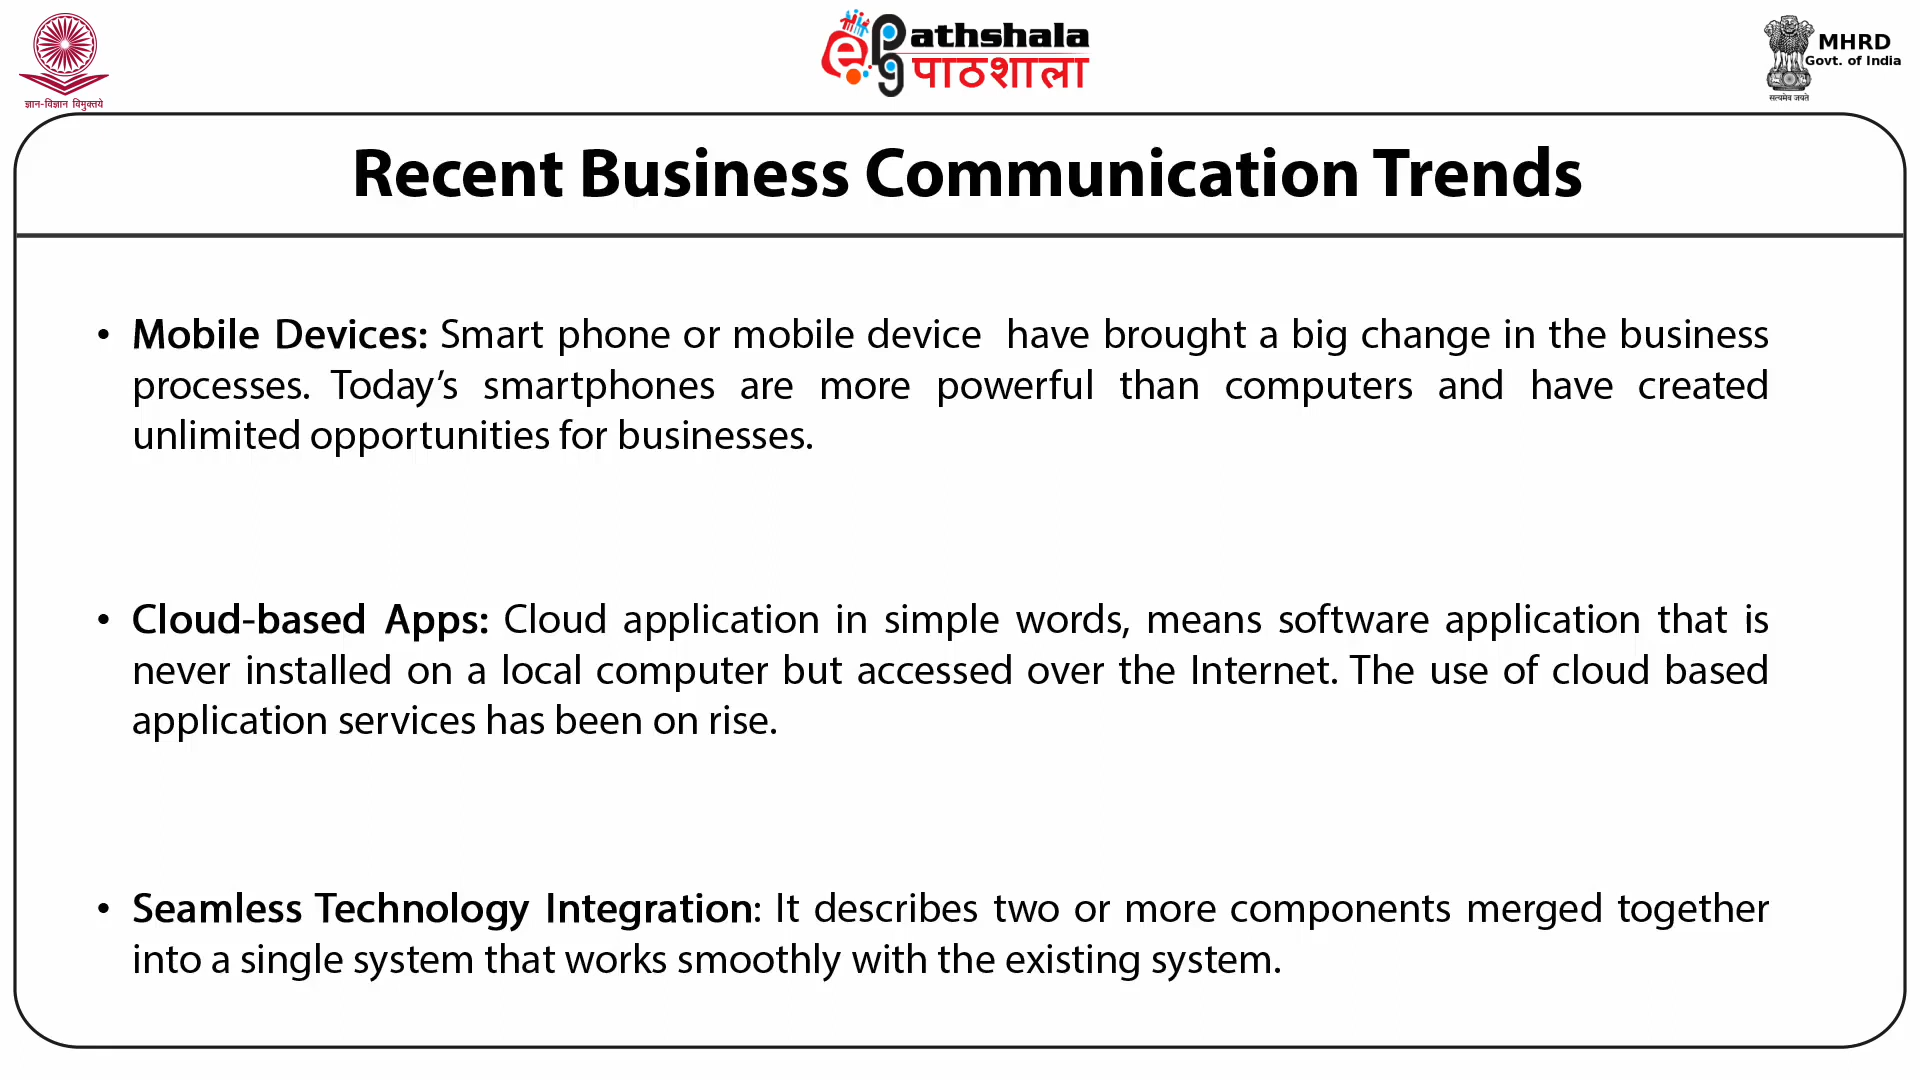 ज्ञान-विज्ञान विमुक्तये
ePGathshala
पाठशाला
MHRD
Govt. of India
सत्यमेव जयते
Recent Business Communication Trends
• Mobile Devices: Smart phone or mobile device have brought a big change in the business
processes. Today’s smartphones are more powerful than computers and have created
unlimited opportunities for businesses.
• Cloud-based Apps: Cloud application in simple words, means software application that is
never installed on a local computer but accessed over the Internet. The use of cloud based
application services has been on rise.
• Seamless Technology Integration: It describes two or more components merged together
into a single system that works smoothly with the existing system.